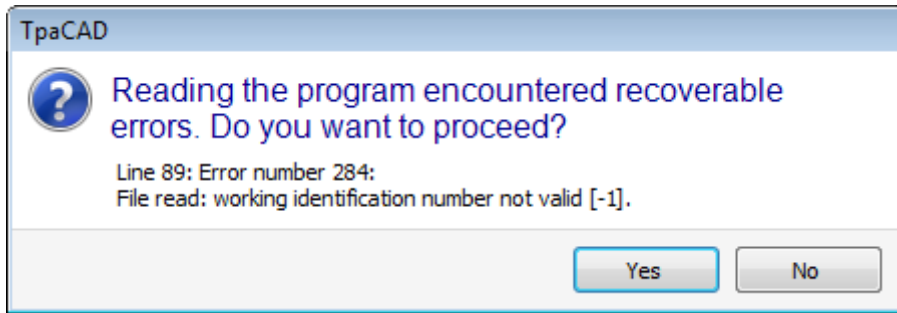 TpaCAD
Reading the program encountered recoverable
errors. Do you want to proceed?
Line 89: Error number 284:
File read: working identification number not valid [-1].
Yes
No